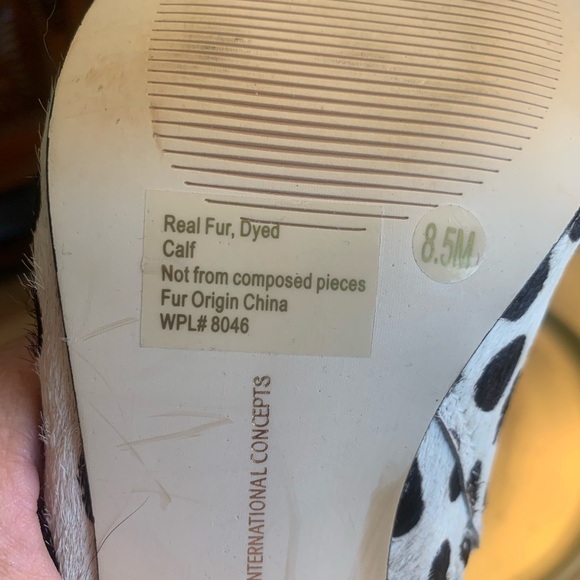 Real Fur, Dyed
Calf
Not from composed pieces
Fur Origin China
WPL# 8046
8.5M
INTERNATIONAL CONCEPTS